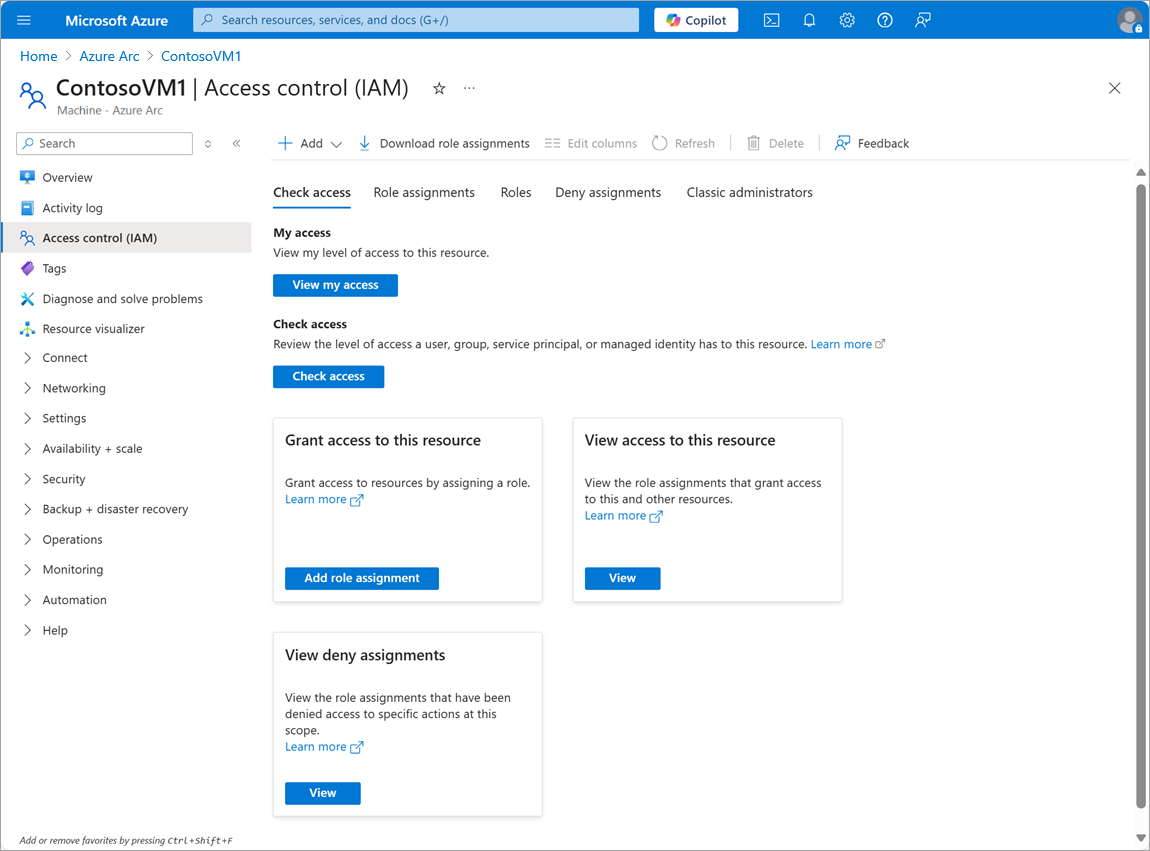 Microsoft Azure
Search resources, services, and docs (G+/)
Copilot
Home > Azure Arc > ContosoVM1
ContosoVM1 | Access control (IAM)
Machine - Azure Arc
Search
Overview
Activity log
Access control (IAM)
Tags
Diagnose and solve problems
Resource visualizer
Connect
Networking
Settings
Availability + scale
Security
Backup + disaster recovery
Operations
Monitoring
Automation
Help
Add or remove favorites by pressing Ctrl+Shift+F
Add Download role assignments Edit columns Refresh Delete Feedback
Check access Role assignments Roles Deny assignments Classic administrators
My access
View my level of access to this resource.
View my access
Check access
Review the level of access a user, group, service principal, or managed identity has to this resource. Learn more
Check access
Grant access to this resource
Grant access to resources by assigning a role.
Learn more
Add role assignment
View access to this resource
View the role assignments that grant access
to this and other resources.
Learn more
View
View deny assignments
View the role assignments that have been
denied access to specific actions at this
scope.
Learn more
View